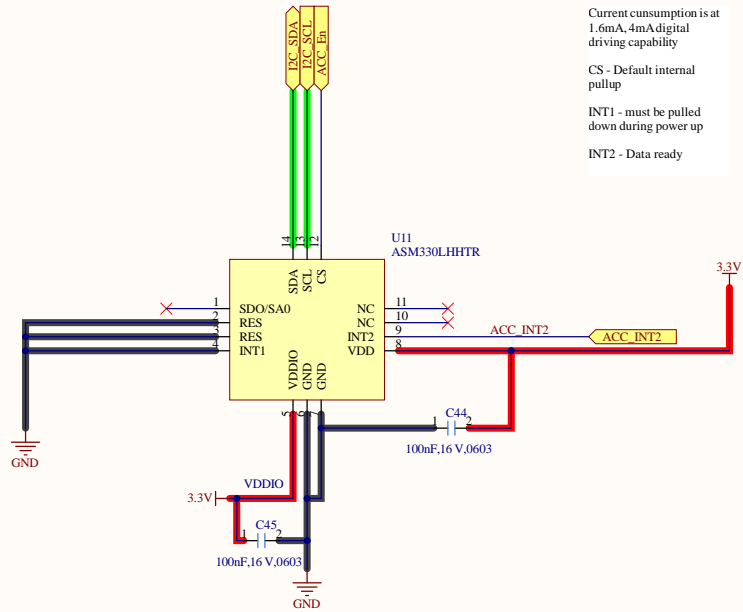 Current cunsumption is at
1.6mA, 4mA digital
driving capability
CS - Default internal
pullup
INT1 - must be pulled
down during power up
INT2 - Data ready
I2C_SDA
I2C_SCL
ACC_En
14
13
12
U11
ASM330LHHTR
SDA
SCL
CS
3.3V
1
SDO/SA0
NC
11
2
RES
NC
10
3
RES
INT2
9
ACC_INT2
ACC_INT2
4
INT1
VDD
8
VDDIO
GND
GND
5
6
7
1
C44
2
100nF,16V,0603
GND
VDDIO
3.3V
1
C45
2
100nF,16V,0603
GND